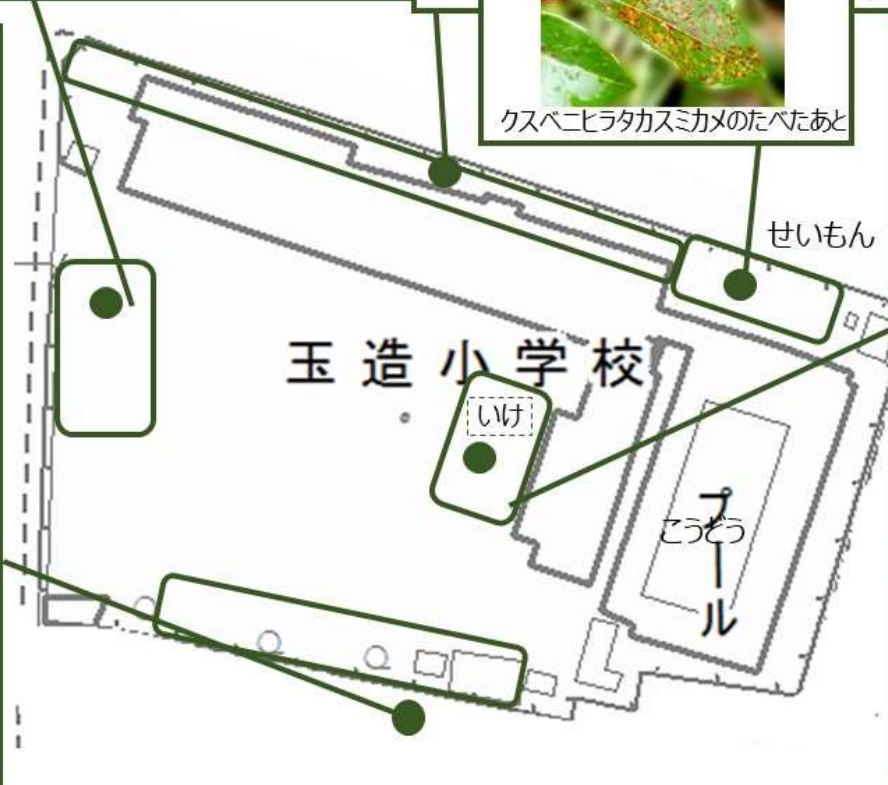 クスベニヒラタカスミカメのたべたあと
せいもん
玉造小学校
いけ
プール
こうどう